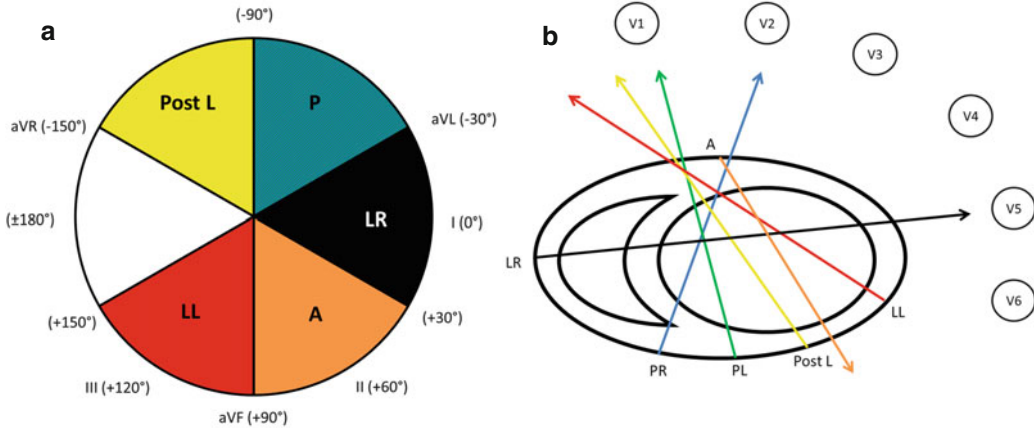 a
(-90°)
Post L
P
aVR (-150°)
aVL (-30°)
(±180°)
LR
I (0°)
(+150°)
LL
A
(+30°)
III (+120°)
II (+60°)
aVF (+90°)
b
V1
V2
V3
V4
V5
V6
A
LR
LL
PR
PL
Post L